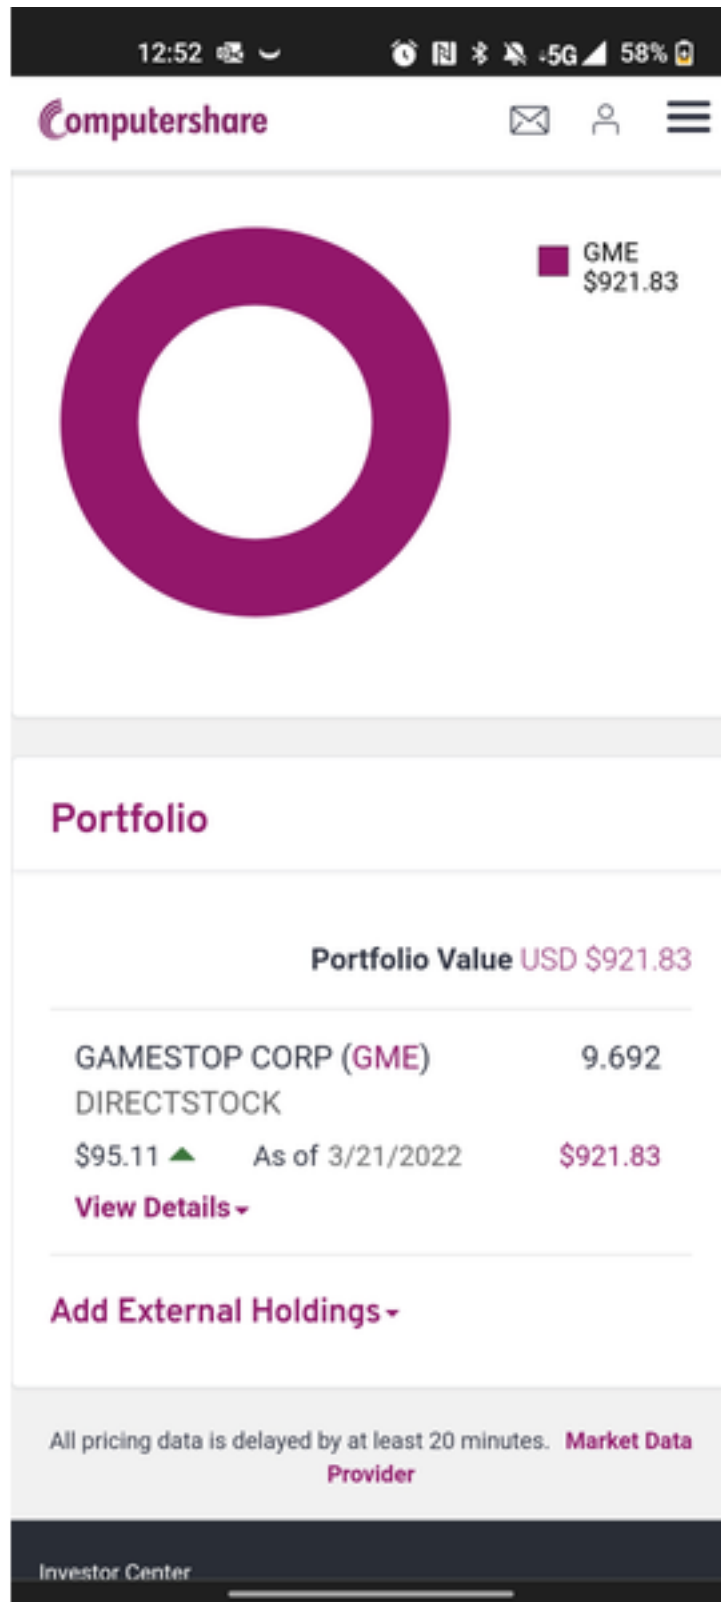 12:52 5G 58%
Computershare
GME
$921.83
Portfolio
Portfolio Value USD $921.83
GAMESTOP CORP (GME) 9.692
DIRECTSTOCK
$95.11 As of 3/21/2022 $921.83
View Details
Add External Holdings
All pricing data is delayed by at least 20 minutes. Market Data
Provider
Investor Center